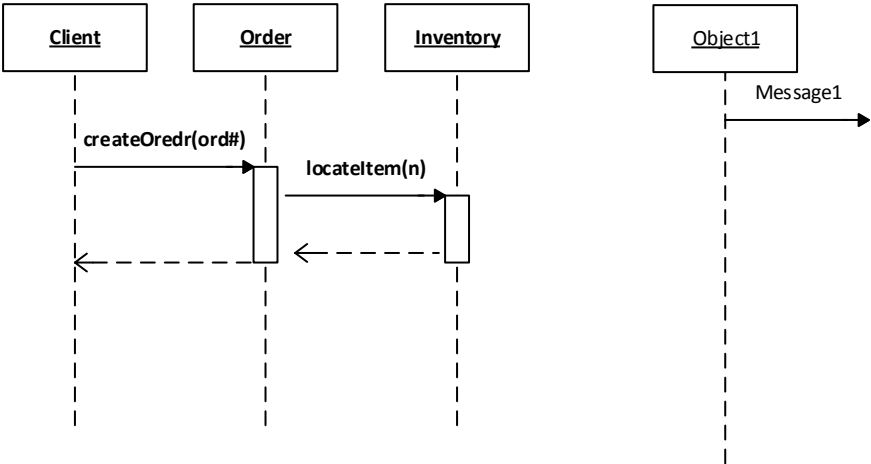 Client
Order
Inventory
Object1
Message1
createOredr(ord#)
locateItem(n)